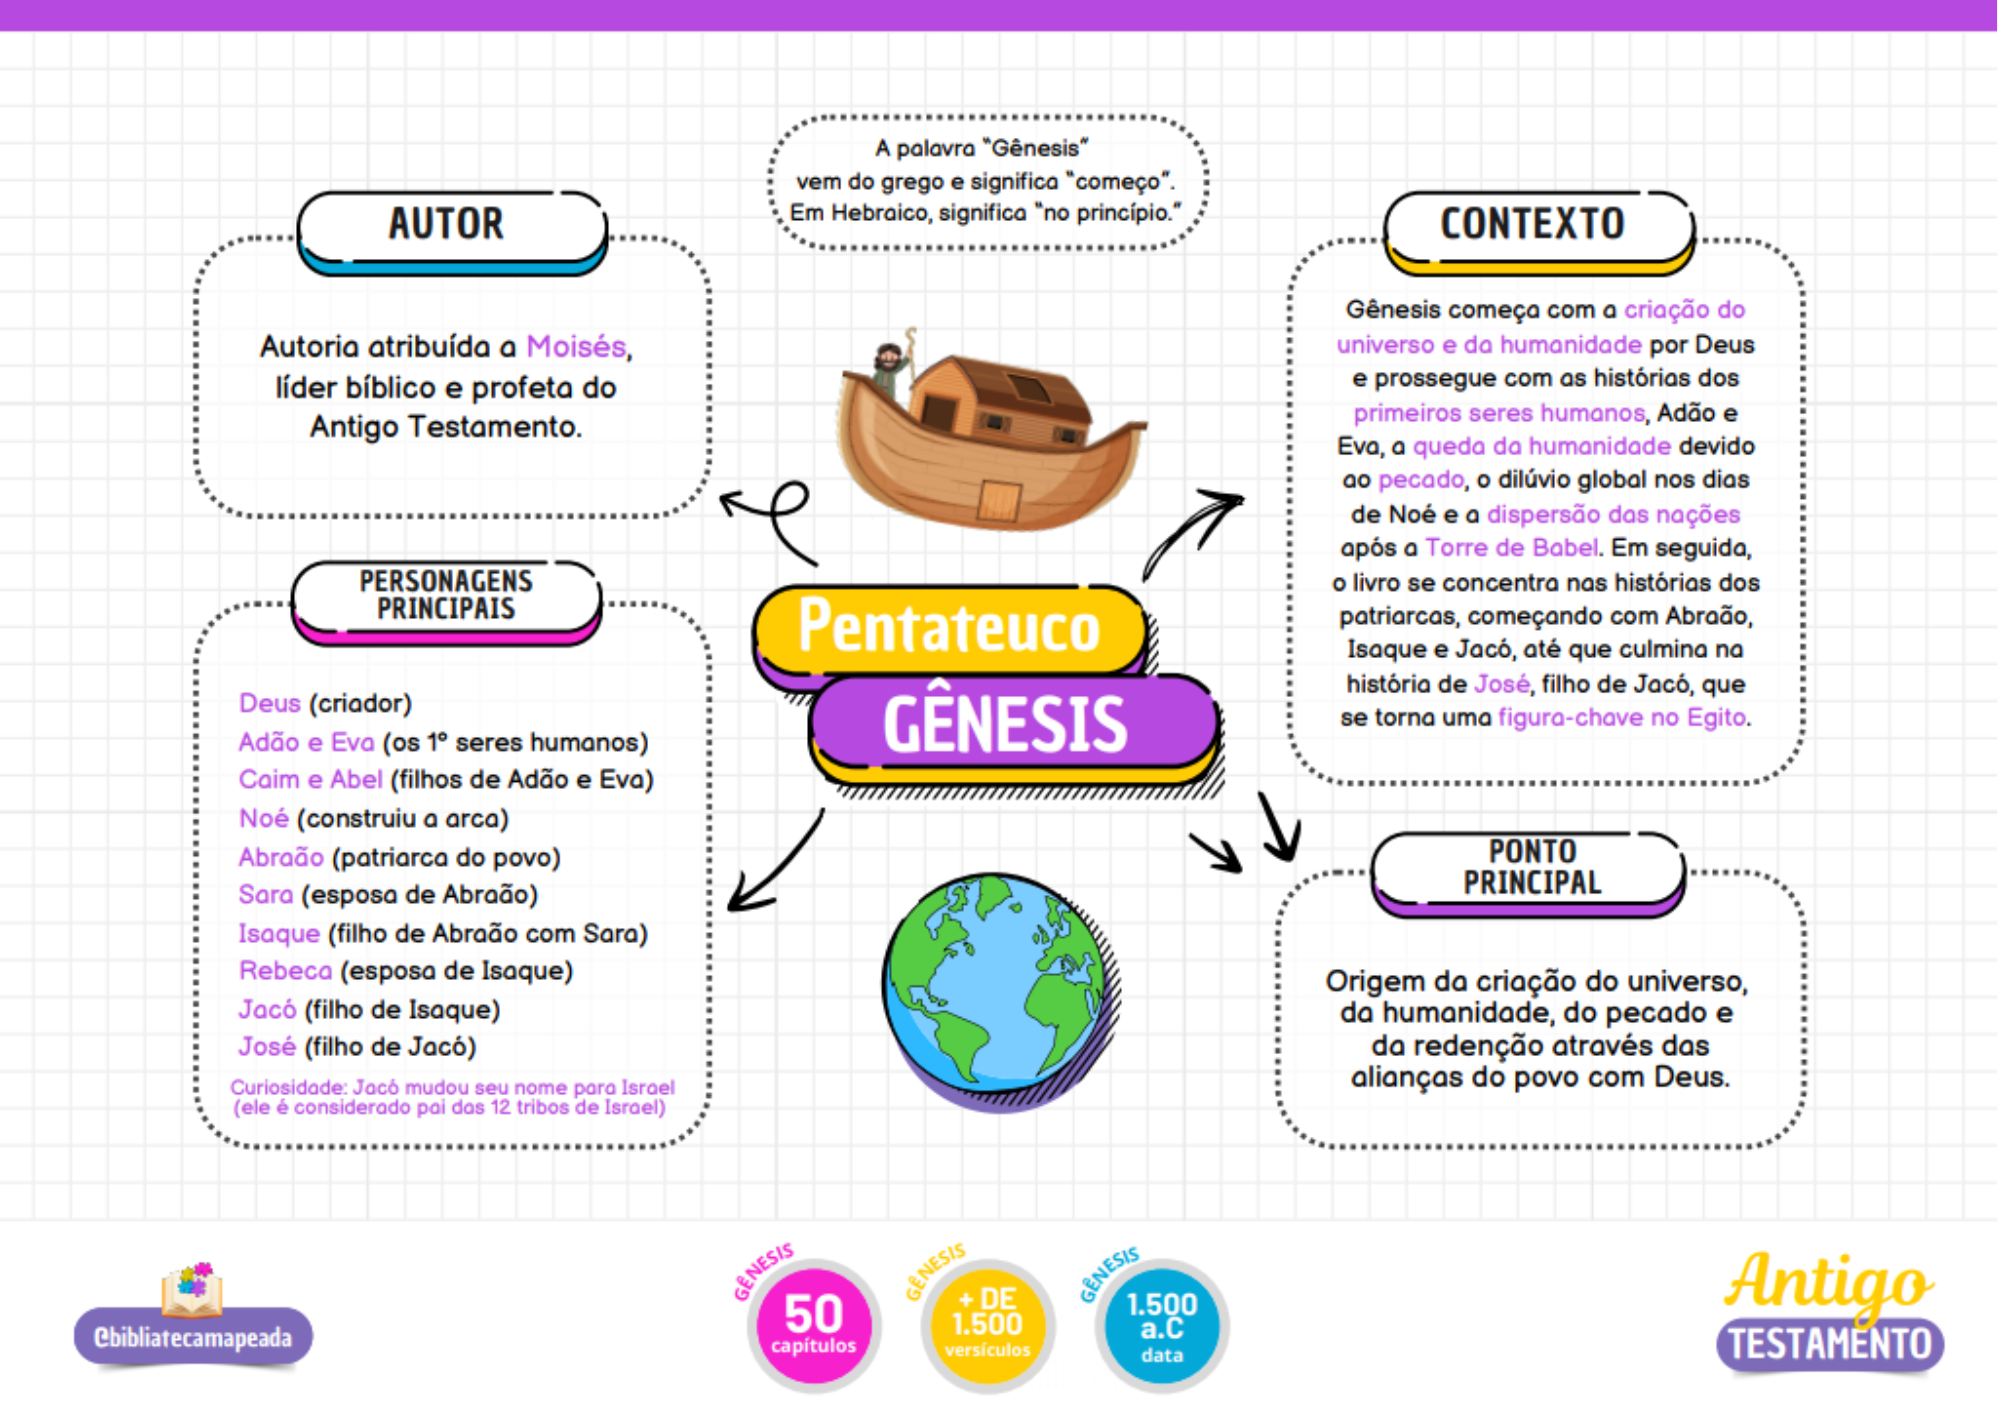 A palavra “Gênesis”
vem do grego e significa “começo”.
Em Hebraico, significa “no princípio.”
AUTOR
Autoria atribuída a Moisés,
líder bíblico e profeta do
Antigo Testamento.
PERSONAGENS
PRINCIPAIS
Deus (criador)
Adão e Eva (os 1º seres humanos)
Caim e Abel (filhos de Adão e Eva)
Noé (construiu a arca)
Abraão (patriarca do povo)
Sara (esposa de Abraão)
Isaque (filho de Abraão com Sara)
Rebeca (esposa de Isaque)
Jacó (filho de Isaque)
José (filho de Jacó)
Curiosidade: Jacó mudou seu nome para Israel
(ele é considerado pai das 12 tribos de Israel)
Pentateuco
GÊNESIS
CONTEXTO
Gênesis começa com a criação do
universo e da humanidade por Deus
e prossegue com as histórias dos
primeiros seres humanos, Adão e
Eva, a queda da humanidade devido
ao pecado, o dilúvio global nos dias
de Noé e a dispersão das nações
após a Torre de Babel. Em seguida,
o livro se concentra nas histórias dos
patriarcas, começando com Abraão,
Isaque e Jacó, até que culmina na
história de José, filho de Jacó, que
se torna uma figura-chave no Egito.
PONTO
PRINCIPAL
Origem da criação do universo,
da humanidade, do pecado e
da redenção através das
alianças do povo com Deus.
@bibliatecamapeada
GÊNESIS
50
capítulos
GÊNESIS
+ DE
1.500
versículos
GÊNESIS
1.500
a.C
data
Antigo
TESTAMENTO